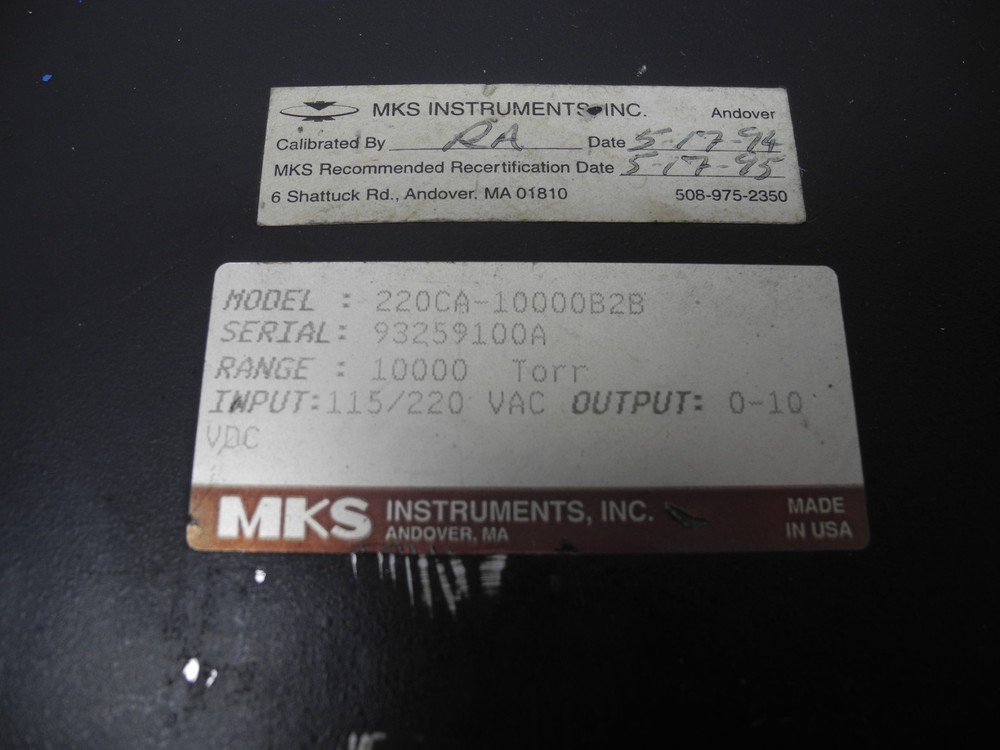 MKS INSTRUMENTS, INC. Andover
Calibrated By RA Date 5-17-94
MKS Recommended Recertification Date 5-17-95
6 Shattuck Rd., Andover, MA 01810 508-975-2350
MODEL : 220CA-10000B2B
SERIAL: 93259100A
RANGE : 10000 Torr
INPUT:115/220 VAC OUTPUT: 0-10
VDC
MKS INSTRUMENTS, INC. MADE
ANDOVER, MA IN USA